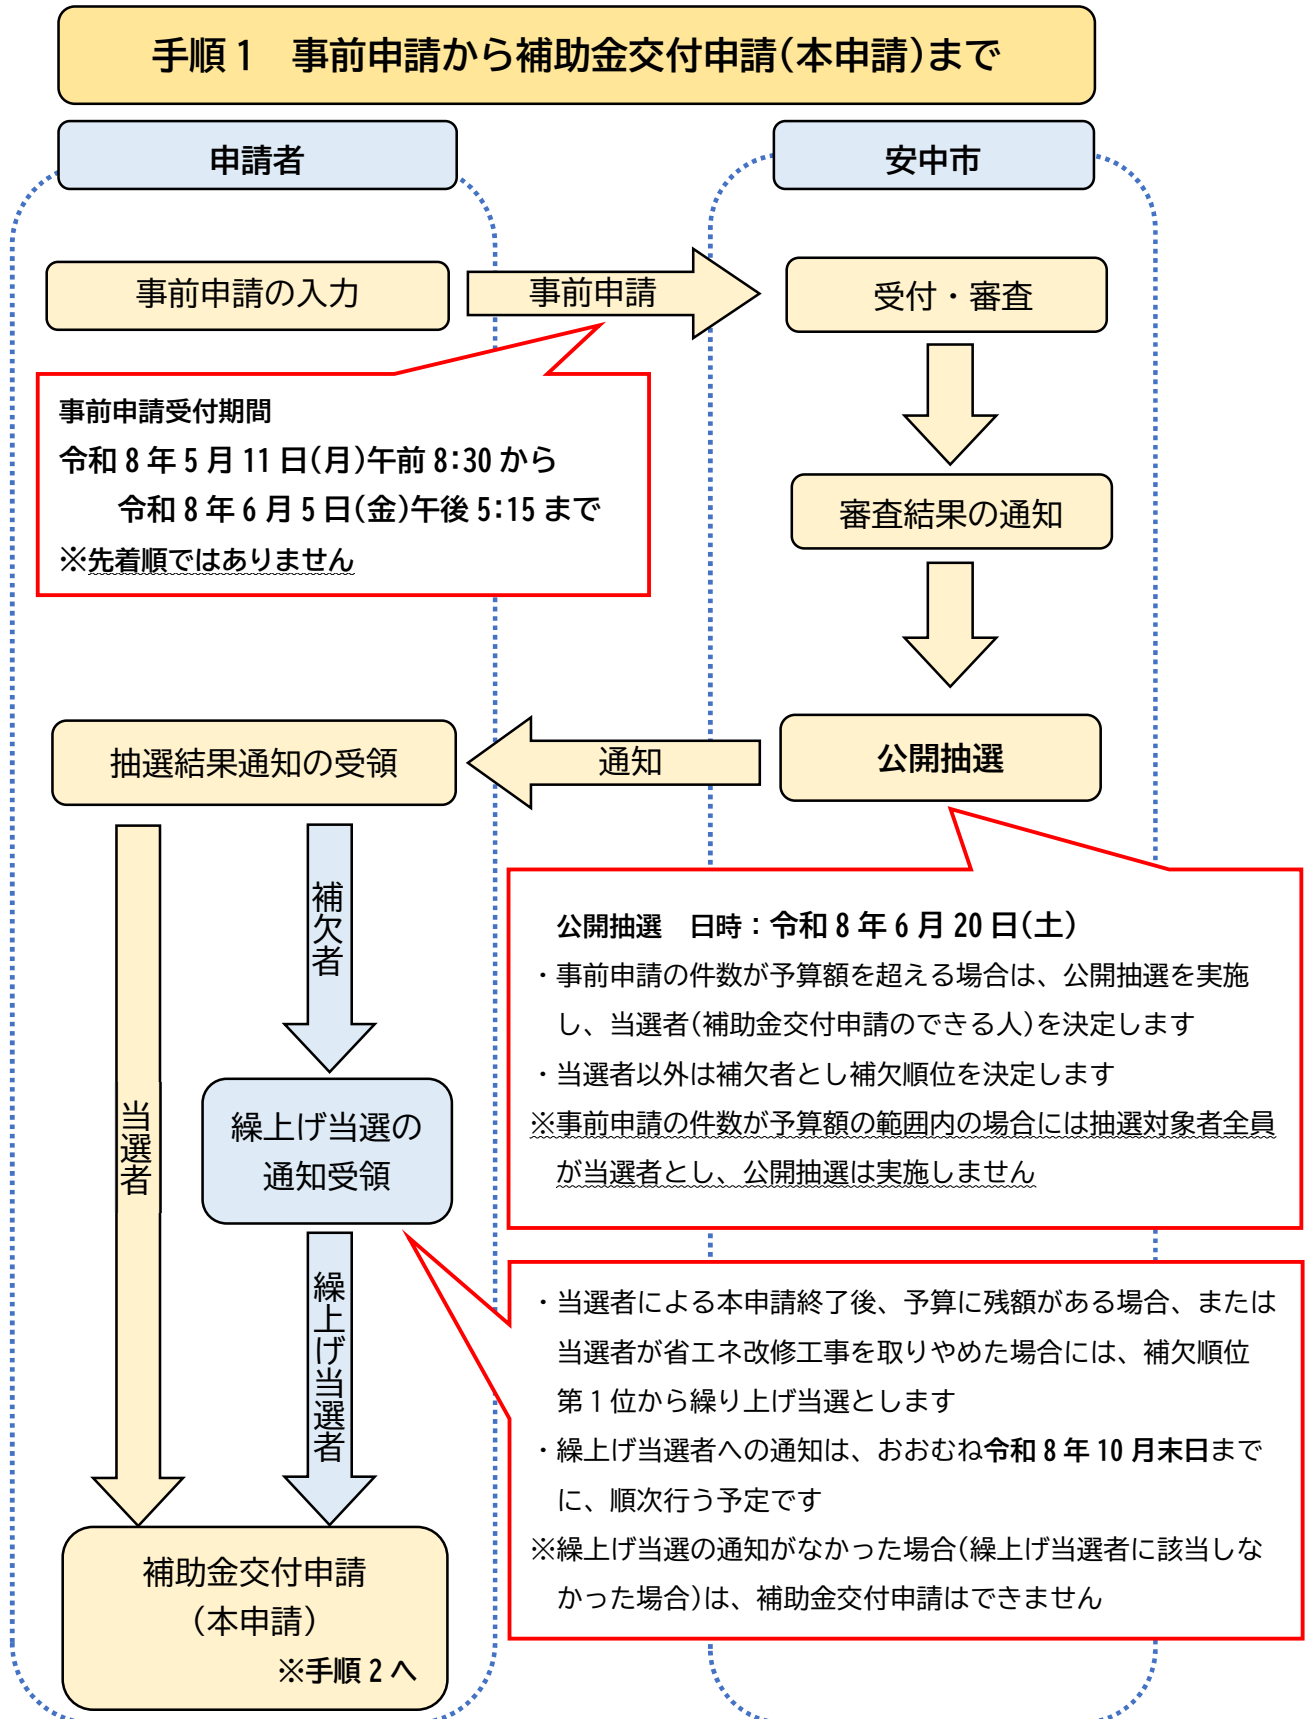 手順1　事前申請から補助金交付申請(本申請)まで
申請者
安中市
事前申請の入力
事前申請
受付・審査
事前申請受付期間
令和8年5月11日(月)午前8:30から
令和8年6月5日(金)午後5:15まで
※先着順ではありません
審査結果の通知
抽選結果通知の受領
通知
公開抽選
補欠者
当選者
公開抽選　日時：令和8年6月20日(土)
・事前申請の件数が予算額を超える場合は、公開抽選を実施
し、当選者(補助金交付申請のできる人)を決定します
・当選者以外は補欠者とし補欠順位を決定します
※事前申請の件数が予算額の範囲内の場合には抽選対象者全員
が当選者とし、公開抽選は実施しません
繰上げ当選の
通知受領
繰上げ当選者
・当選者による本申請終了後、予算に残額がある場合、または
当選者が省エネ改修工事を取りやめた場合には、補欠順位
第1位から繰り上げ当選とします
・繰上げ当選者への通知は、おおむね令和8年10月末日まで
に、順次行う予定です
※繰上げ当選の通知がなかった場合(繰上げ当選者に該当しな
かった場合)は、補助金交付申請はできません
補助金交付申請
(本申請)
※手順2へ